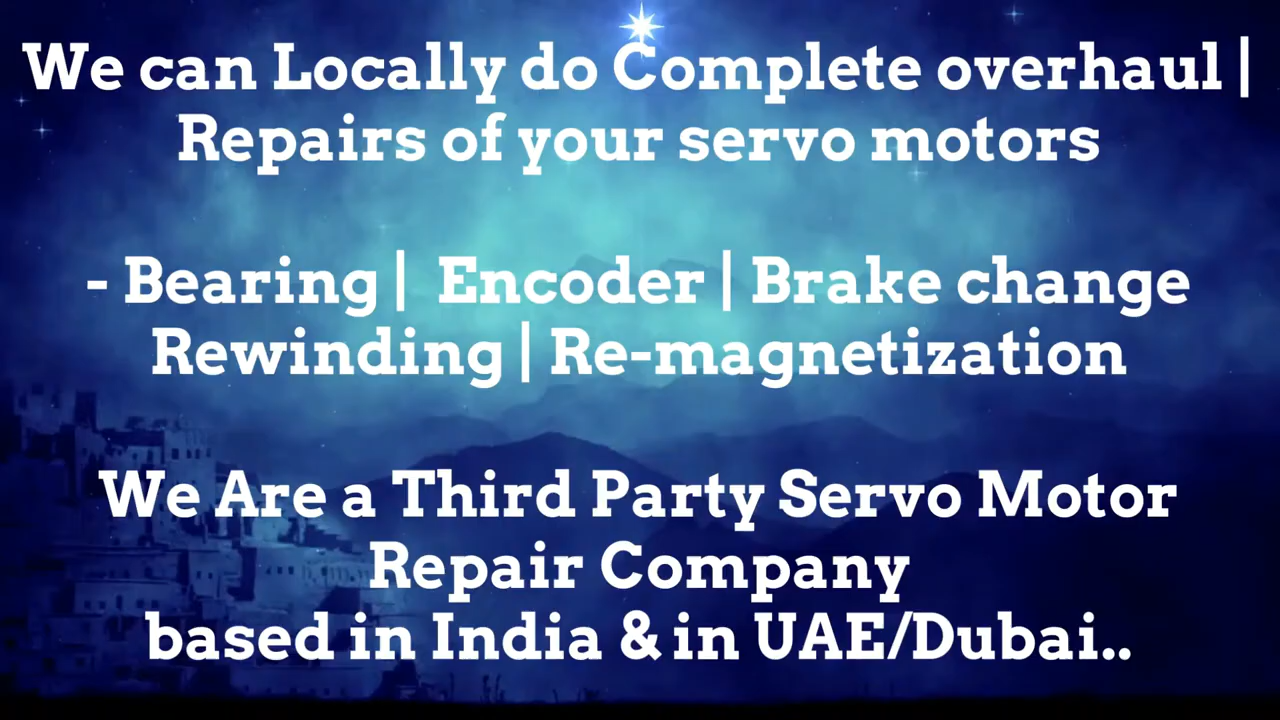 We can Locally do Complete overhaul |
Repairs of your servo motors
- Bearing | Encoder | Brake change
Rewinding | Re-magnetization
We Are a Third Party Servo Motor
Repair Company
based in India & in UAE/Dubai..